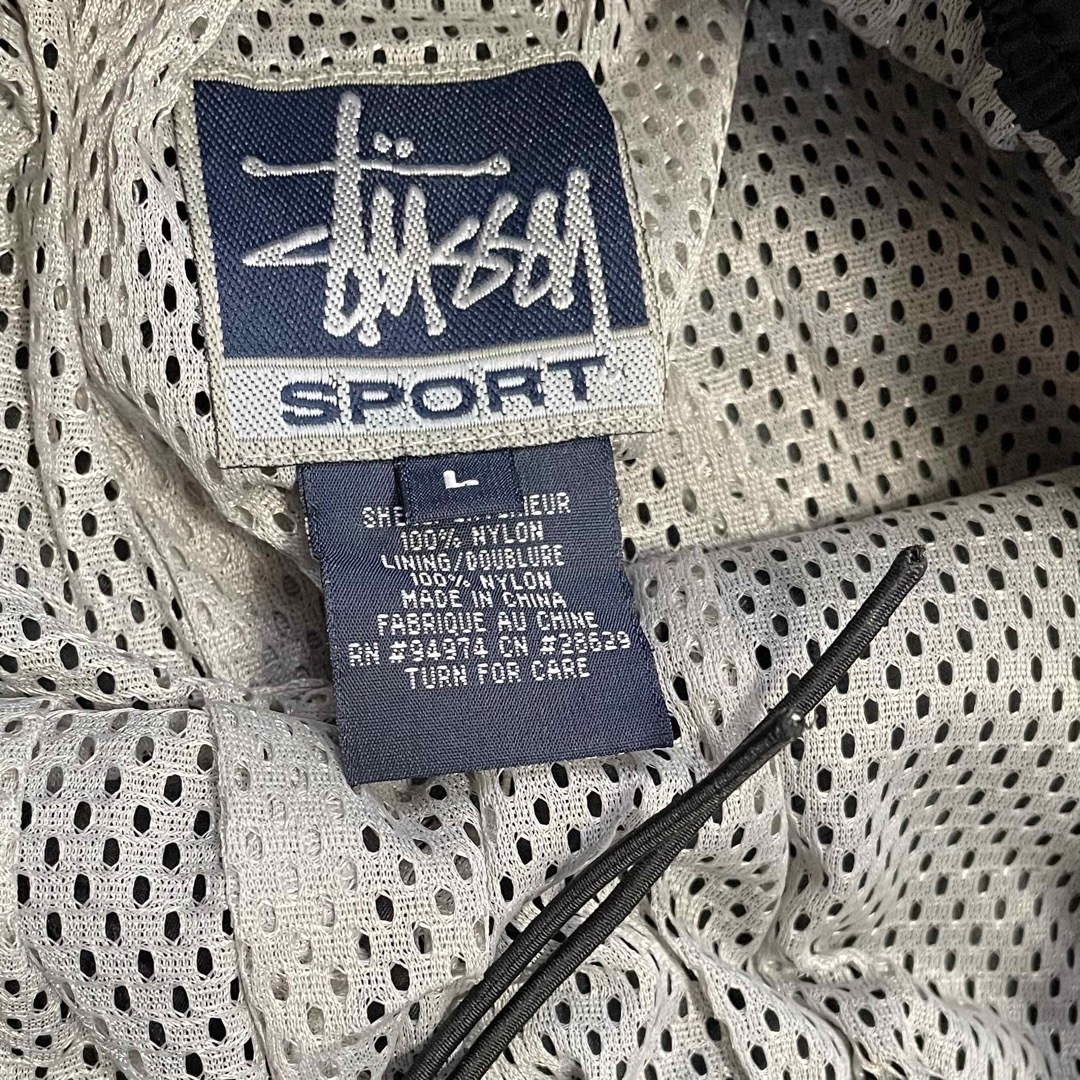 Stüssy
SPORT
L
100% NYLON
LINING/DOUBLURE
100% NYLON
MADE IN CHINA
FABRIQUE AU CHINE
RN #94974 CN #28629
TURN FOR CARE